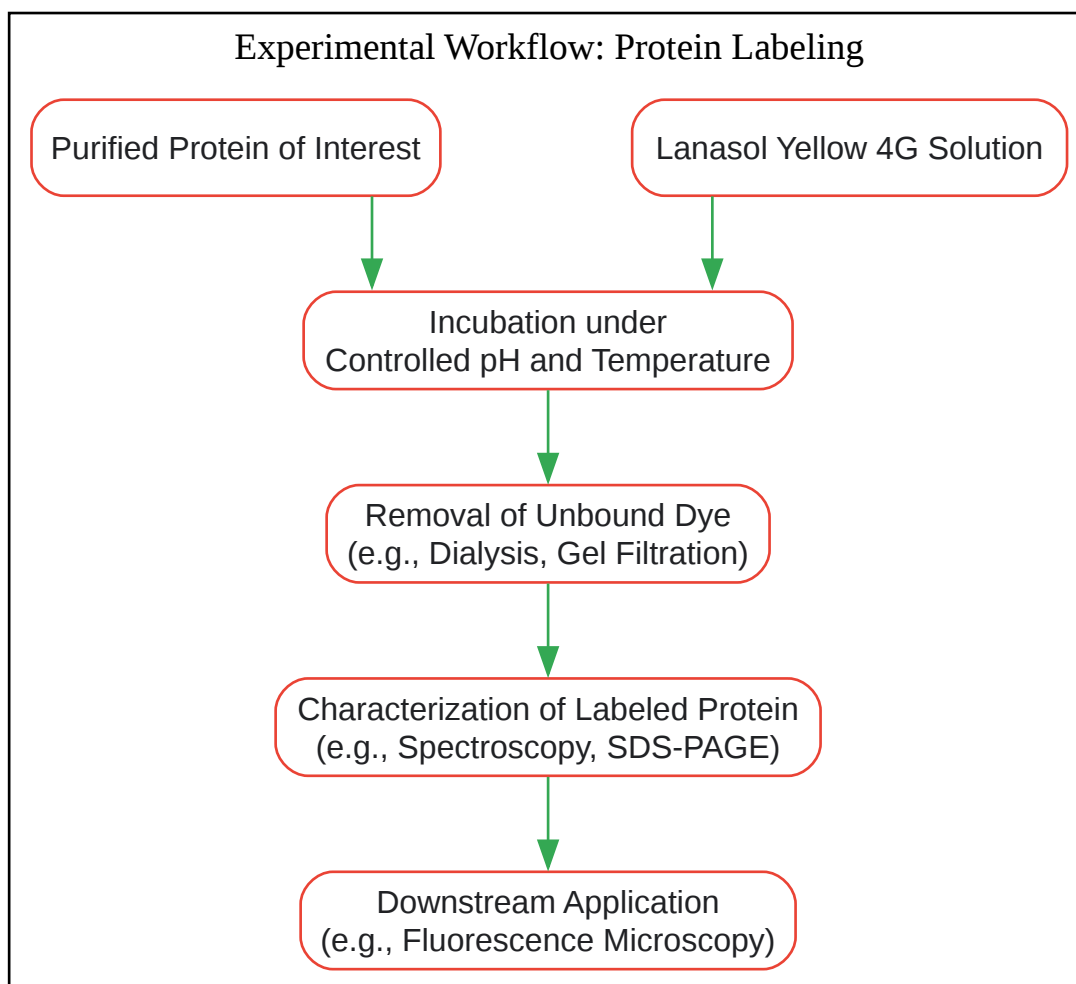 Experimental Workflow: Protein Labeling
Purified Protein of Interest
Lanasol Yellow 4G Solution
Incubation under
Controlled pH and Temperature
Removal of Unbound Dye
(e.g., Dialysis, Gel Filtration)
Characterization of Labeled Protein
(e.g., Spectroscopy, SDS-PAGE)
Downstream Application
(e.g., Fluorescence Microscopy)